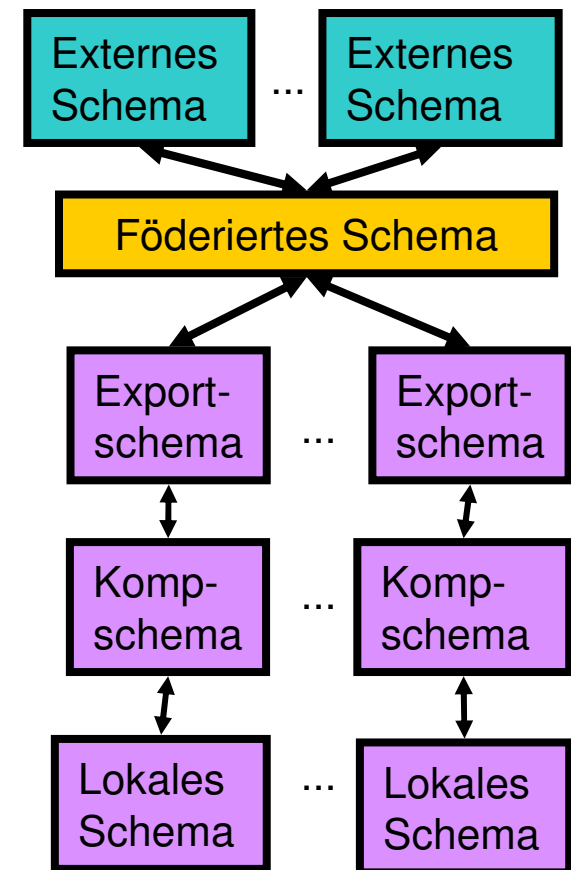 Externes
Schema
...
Externes
Schema
Föderiertes Schema
Export-
schema
...
Export-
schema
Komp-
schema
...
Komp-
schema
Lokales
Schema
...
Lokales
Schema